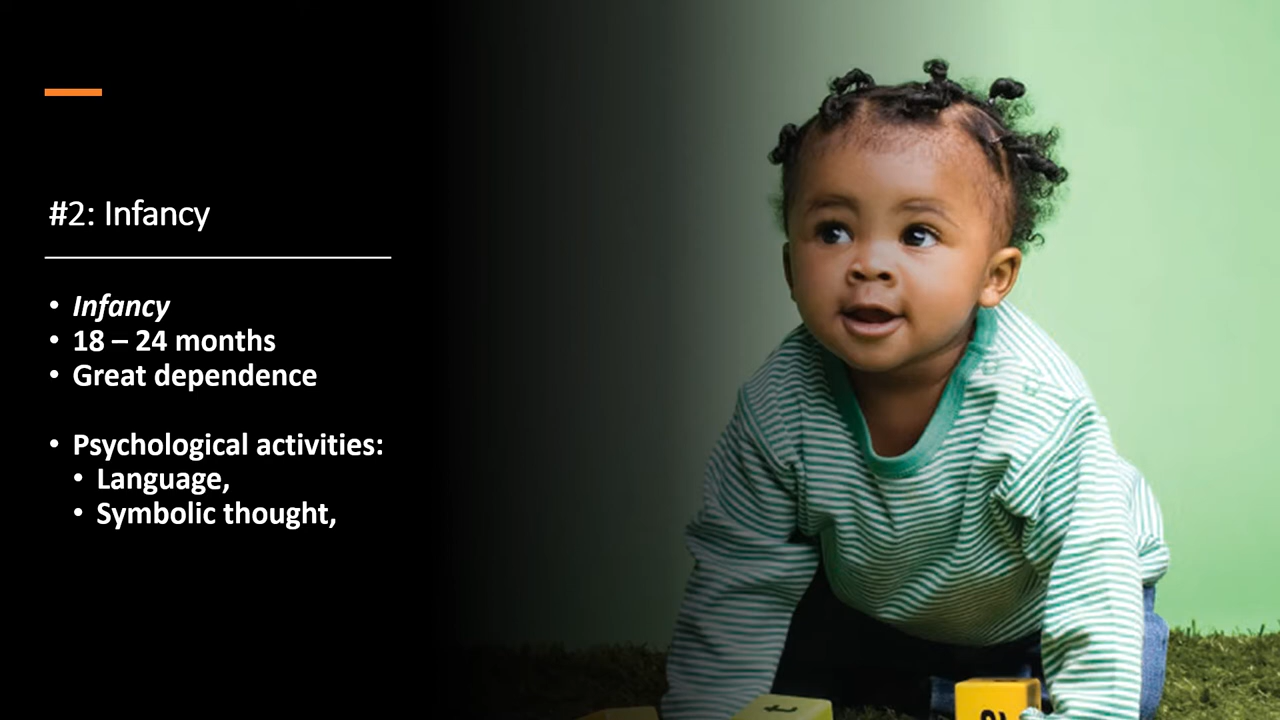 #2: Infancy
• Infancy
• 18 – 24 months
• Great dependence
• Psychological activities:
• Language,
• Symbolic thought,